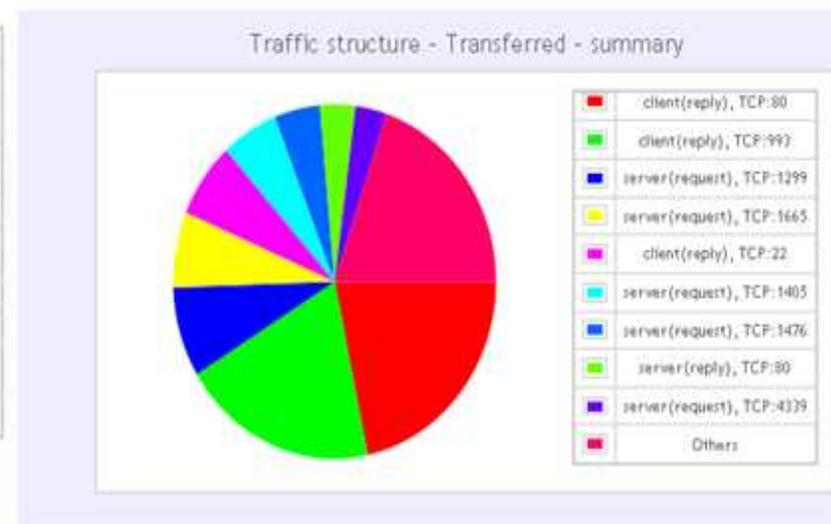 Traffic structure - Transferred - summary
client(reply), TCP:80
client(reply), TCP:993
server(request), TCP:1299
server(request), TCP:1665
client(reply), TCP:22
server(request), TCP:1405
server(request), TCP:1476
server(reply), TCP:80
server(request), TCP:4339
Others